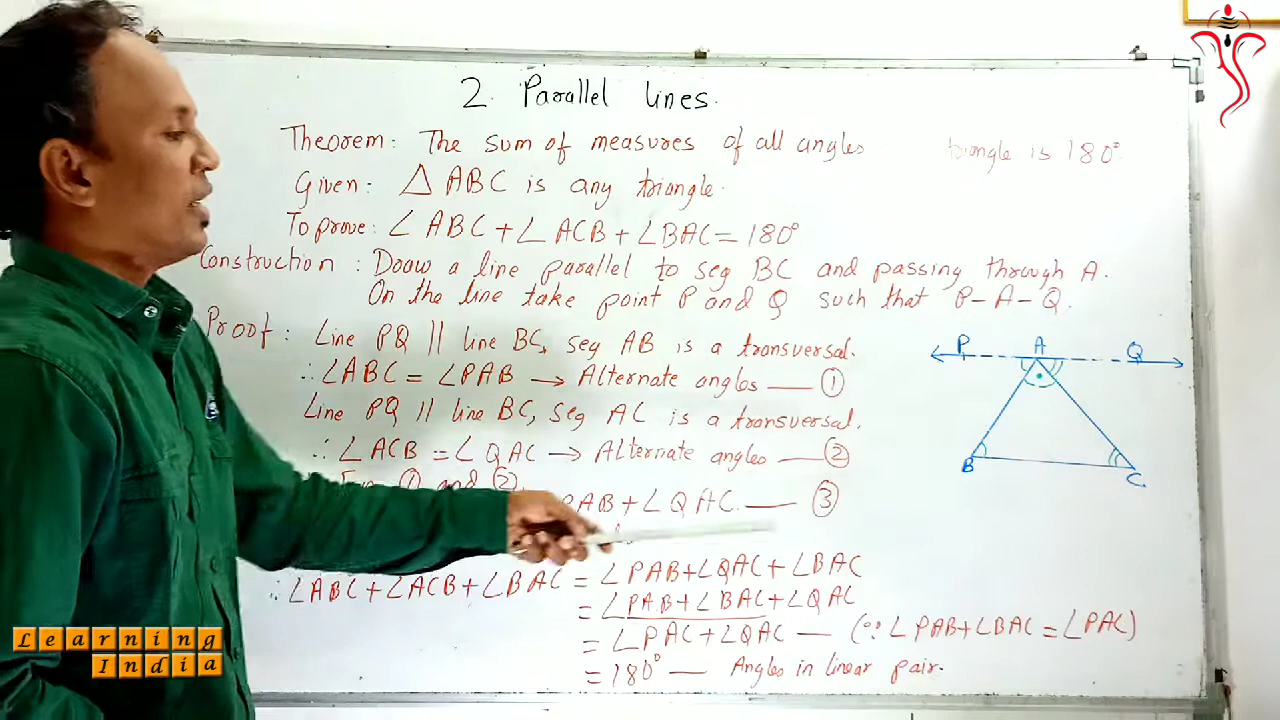 2. Parallel lines.
Theorem: The sum of measures of all angles triangle is 180°.
Given: △ ABC is any triangle.
To prove: ∠ ABC + ∠ ACB + ∠BAC = 180°
Construction : Draw a line parallel to seg BC and passing through A.
On the line take point P and Q such that P-A-Q.
Proof: Line PQ || line BC, seg AB is a transversal.
∴ ∠ABC = ∠PAB → Alternate angles —— ①
Line PQ || line BC, seg AC is a transversal.
∴ ∠ACB = ∠QAC → Alternate angles —— ②
① and ②
PAB + ∠QAC. —— ③
∴ ∠ABC + ∠ACB + ∠BAC = ∠PAB + ∠QAC + ∠BAC
= ∠PAB + ∠BAC + ∠QAC
= ∠PAC + ∠QAC — (∵ ∠PAB + ∠BAC = ∠PAC)
= 180° — Angles in linear pair.
P A Q
B C
Learning
India